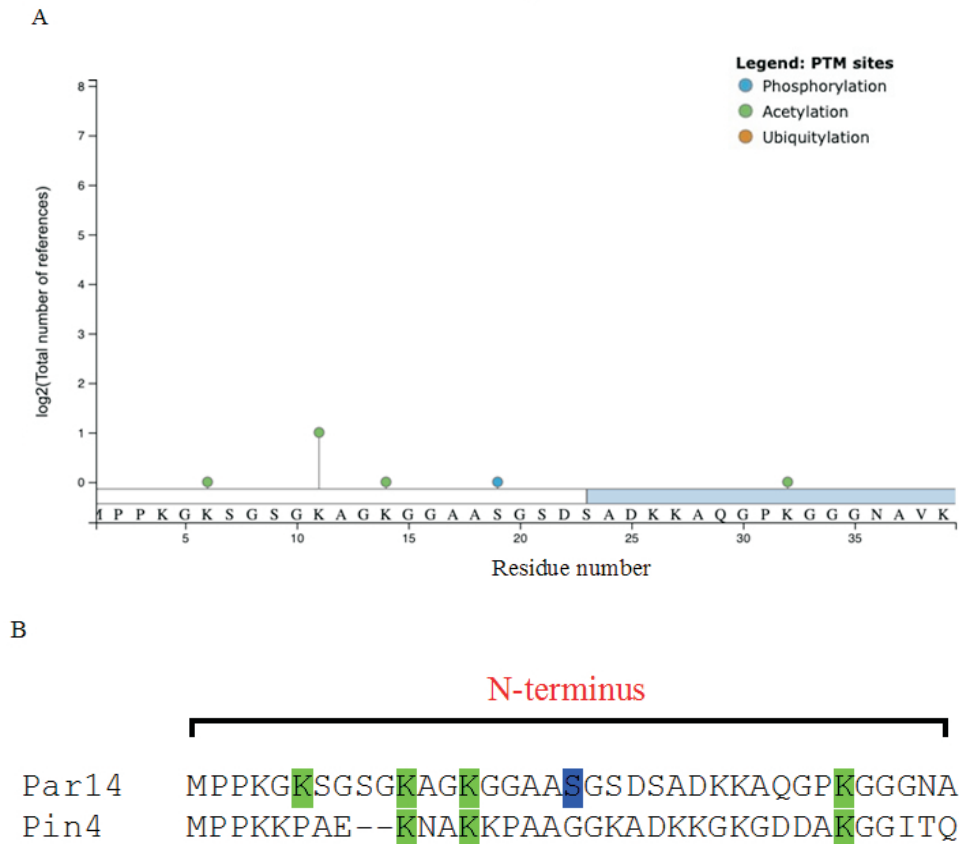 A
Legend: PTM sites
Phosphorylation
Acetylation
Ubiquitylation
log2(Total number of references)
8
7
6
5
4
3
2
1
0
M P P K G K S G S G K A G K G G A A S G S D S A D K K A Q G P K G G G N A V K
5 10 15 20 25 30 35
Residue number
B
N-terminus
Par14 MPPKGKSGSGKAGKGGAASGSDSADKKAQGPKGGGNA
Pin4 MPPKKPAE--KNAKKPAAGGKADKKGKGDDAKGGITQ